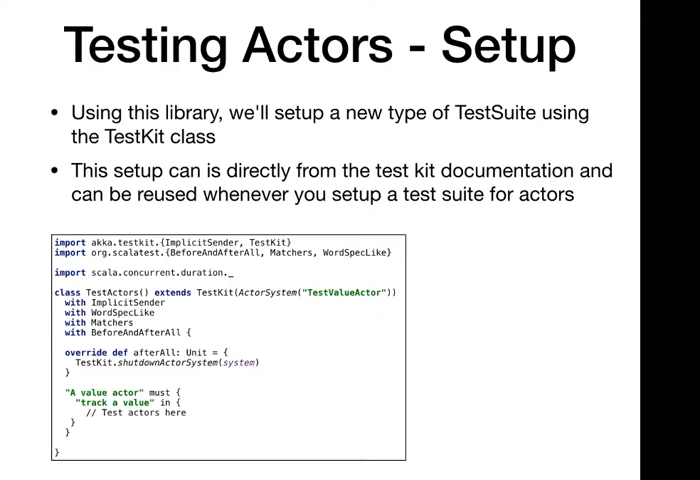 Testing Actors - Setup
• Using this library, we'll setup a new type of TestSuite using
the TestKit class
• This setup can is directly from the test kit documentation and
can be reused whenever you setup a test suite for actors
import akka.testkit.{ImplicitSender, TestKit}
import org.scalatest.{BeforeAndAfterAll, Matchers, WordSpecLike}
import scala.concurrent.duration._
class TestActors() extends TestKit(ActorSystem("TestValueActor"))
with ImplicitSender
with WordSpecLike
with Matchers
with BeforeAndAfterAll {
override def afterAll: Unit = {
TestKit.shutdownActorSystem(system)
}
"A value actor" must {
"track a value" in {
// Test actors here
}
}
}